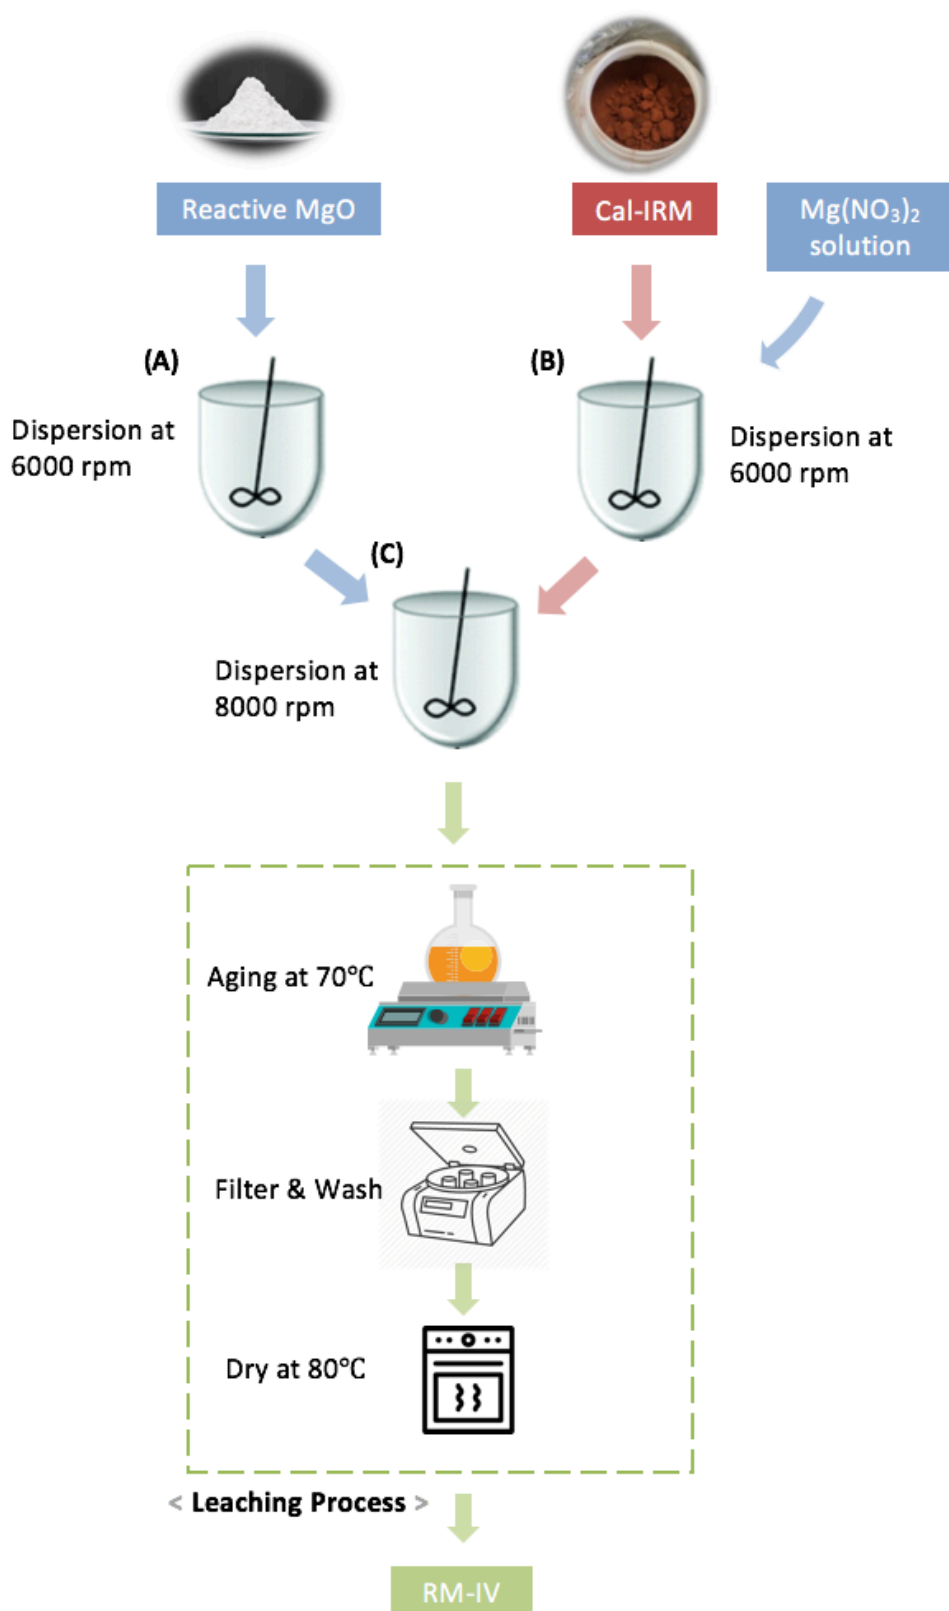 Reactive MgO
Cal-IRM
Mg(NO₃)₂
solution
(A)
(B)
Dispersion at
6000 rpm
Dispersion at
6000 rpm
(C)
Dispersion at
8000 rpm
Aging at 70℃
Filter & Wash
Dry at 80℃
< Leaching Process >
RM-IV